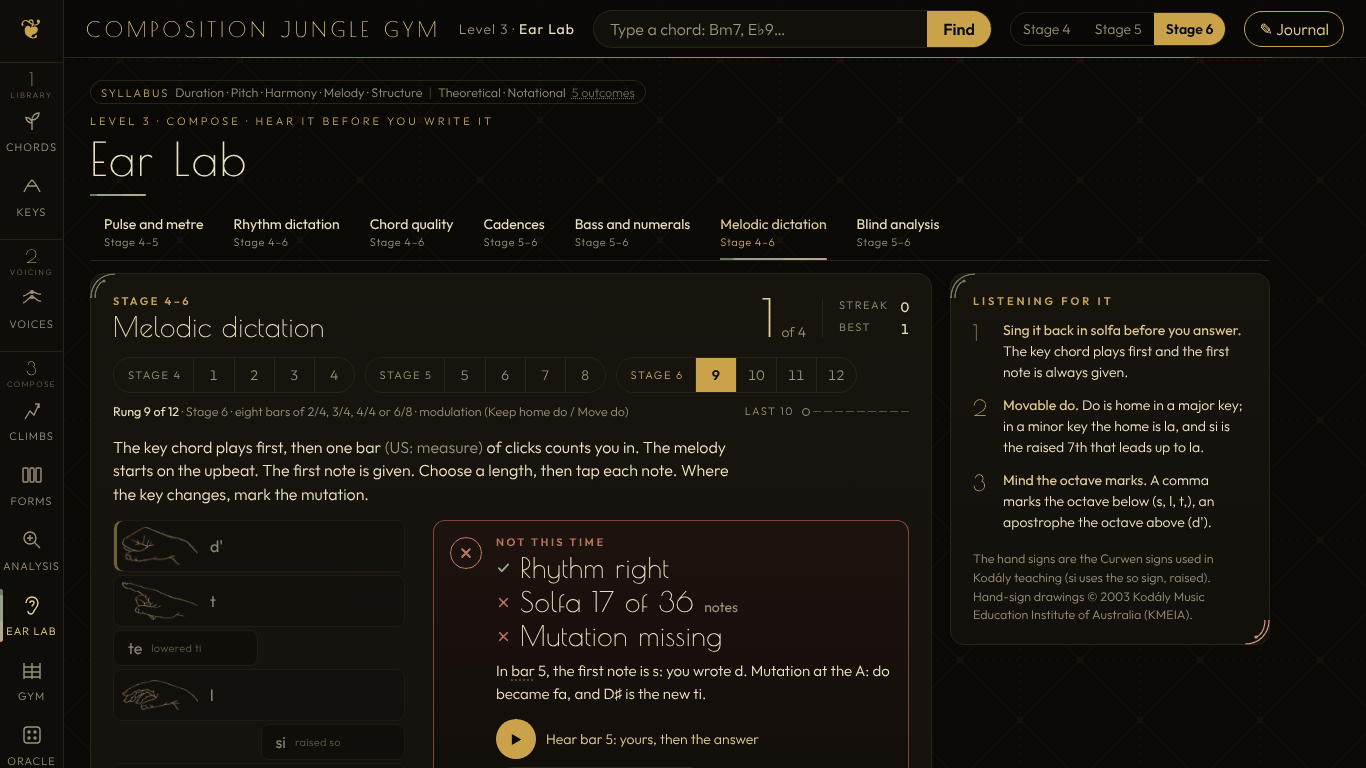 COMPOSITION JUNGLE GYM
Level 3 · Ear Lab
Type a chord: Bm7, E♭9...
Find
Stage 4
Stage 5
Stage 6
✎ Journal
1
LIBRARY
CHORDS
KEYS
2
VOICING
VOICES
3
COMPOSE
CLIMBS
FORMS
ANALYSIS
EAR LAB
GYM
ORACLE
SYLLABUS Duration · Pitch · Harmony · Melody · Structure | Theoretical · Notational 5 outcomes
LEVEL 3 · COMPOSE · HEAR IT BEFORE YOU WRITE IT
Ear Lab
Pulse and metre
Stage 4–5
Rhythm dictation
Stage 4–6
Chord quality
Stage 4–6
Cadences
Stage 5–6
Bass and numerals
Stage 5–6
Melodic dictation
Stage 4–6
Blind analysis
Stage 5–6
STAGE 4–6
Melodic dictation
1 of 4
STREAK 0
BEST 1
STAGE 4 1 2 3 4
STAGE 5 5 6 7 8
STAGE 6 9 10 11 12
Rung 9 of 12 · Stage 6 · eight bars of 2/4, 3/4, 4/4 or 6/8 · modulation (Keep home do / Move do)
LAST 10
The key chord plays first, then one bar (US: measure) of clicks counts you in. The melody
starts on the upbeat. The first note is given. Choose a length, then tap each note. Where
the key changes, mark the mutation.
d'
t
te lowered ti
l
si raised so
NOT THIS TIME
Rhythm right
Solfa 17 of 36 notes
Mutation missing
In bar 5, the first note is s: you wrote d. Mutation at the A: do
became fa, and D♯ is the new ti.
Hear bar 5: yours, then the answer
LISTENING FOR IT
1 Sing it back in solfa before you answer.
The key chord plays first and the first
note is always given.
2 Movable do. Do is home in a major key;
in a minor key the home is la, and si is
the raised 7th that leads up to la.
3 Mind the octave marks. A comma
marks the octave below (s, l, t,), an
apostrophe the octave above (d').
The hand signs are the Curwen signs used in
Kodály teaching (si uses the so sign, raised).
Hand-sign drawings © 2003 Kodály Music
Education Institute of Australia (KMEIA).